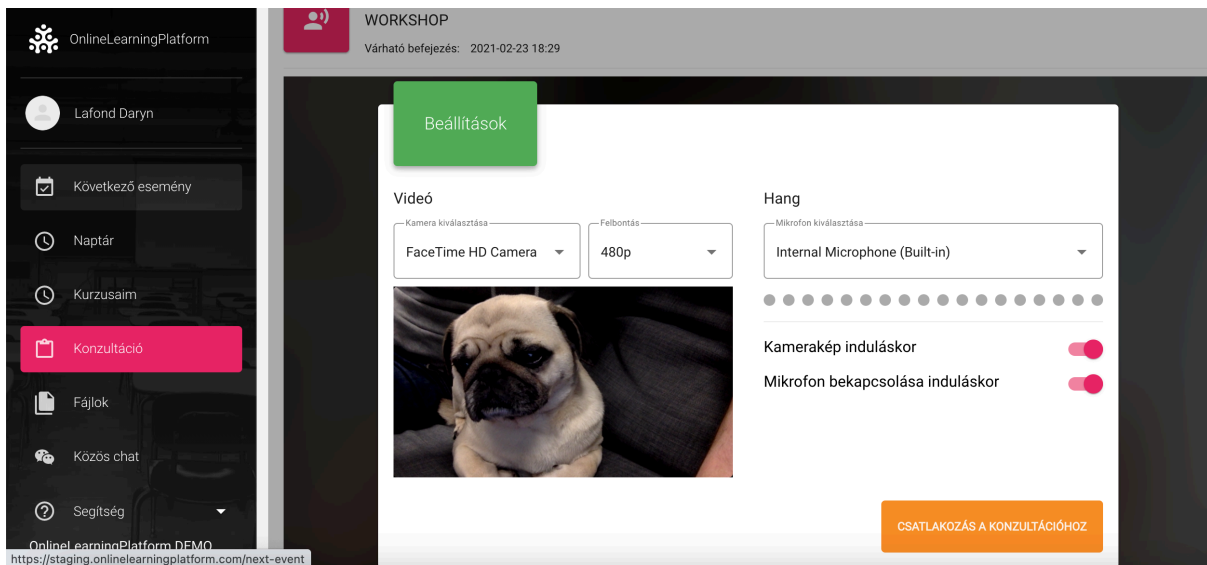 OnlineLearningPlatform
Lafond Daryn
Következő esemény
Naptár
Kurzusaim
Konzultáció
Fájlok
Közös chat
Segítség
OnlineLearningPlatform DEMO
https://staging.onlinelearningplatform.com/next-event
WORKSHOP
Várható befejezés: 2021-02-23 18:29
Beállítások
Videó
Kamera kiválasztása
FaceTime HD Camera
Felbontás
480p
Hang
Mikrofon kiválasztása
Internal Microphone (Built-in)
Kamerakép induláskor
Mikrofon bekapcsolása induláskor
CSATLAKOZÁS A KONZULTÁCIÓHOZ